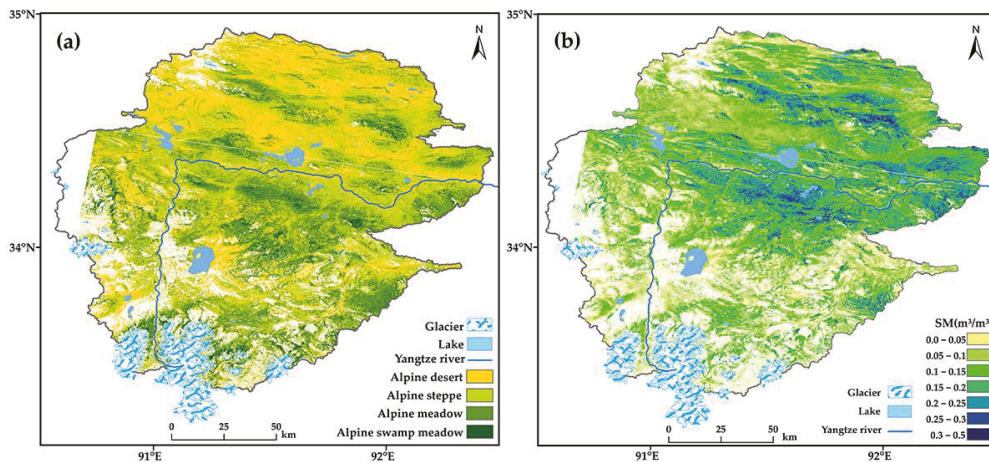 35°N
(a)
N
34°N
Glacier
Lake
Yangtze river
Alpine desert
Alpine steppe
Alpine meadow
Alpine swamp meadow
0 25 50
km
91°E 92°E
35°N
(b)
N
34°N
SM(m³/m³
0.0 – 0.05
0.05 – 0.1
0.1 – 0.15
0.15 – 0.2
0.2 – 0.25
0.25 – 0.3
0.3 – 0.5
Glacier
Lake
Yangtze river
0 25 50
km
91°E 92°E